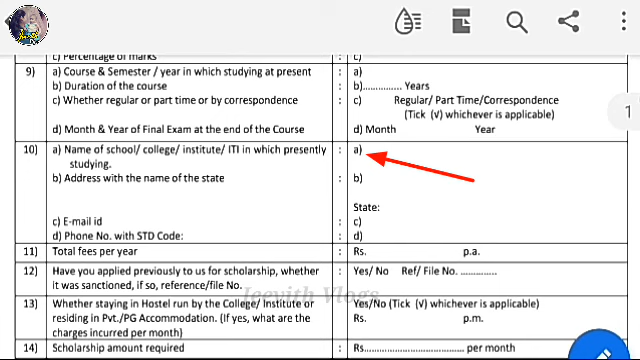 c) Percentage of marks : c)
9) a) Course & Semester / year in which studying at present : a)
b) Duration of the course : b)............... Years
c) Whether regular or part time or by correspondence : c) Regular/ Part Time/Correspondence
(Tick (√) whichever is applicable)
d) Month & Year of Final Exam at the end of the Course d) Month Year
1
10) a) Name of school/ college/ institute/ ITI in which presently : a)
studying.
b) Address with the name of the state : b)
State:
c) E-mail id : c)
d) Phone No. with STD Code: : d)
11) Total fees per year : Rs. p.a.
12) Have you applied previously to us for scholarship, whether : Yes/ No Ref/ File No. ..............
it was sanctioned, if so, reference/file No.
Jeevith Vlogs
13) Whether staying in Hostel run by the College/ Institute or : Yes/No (Tick (√) whichever is applicable)
residing in Pvt./PG Accommodation. (If yes, what are the Rs. p.m.
charges incurred per month)
14) Scholarship amount required : Rs...................................... per month